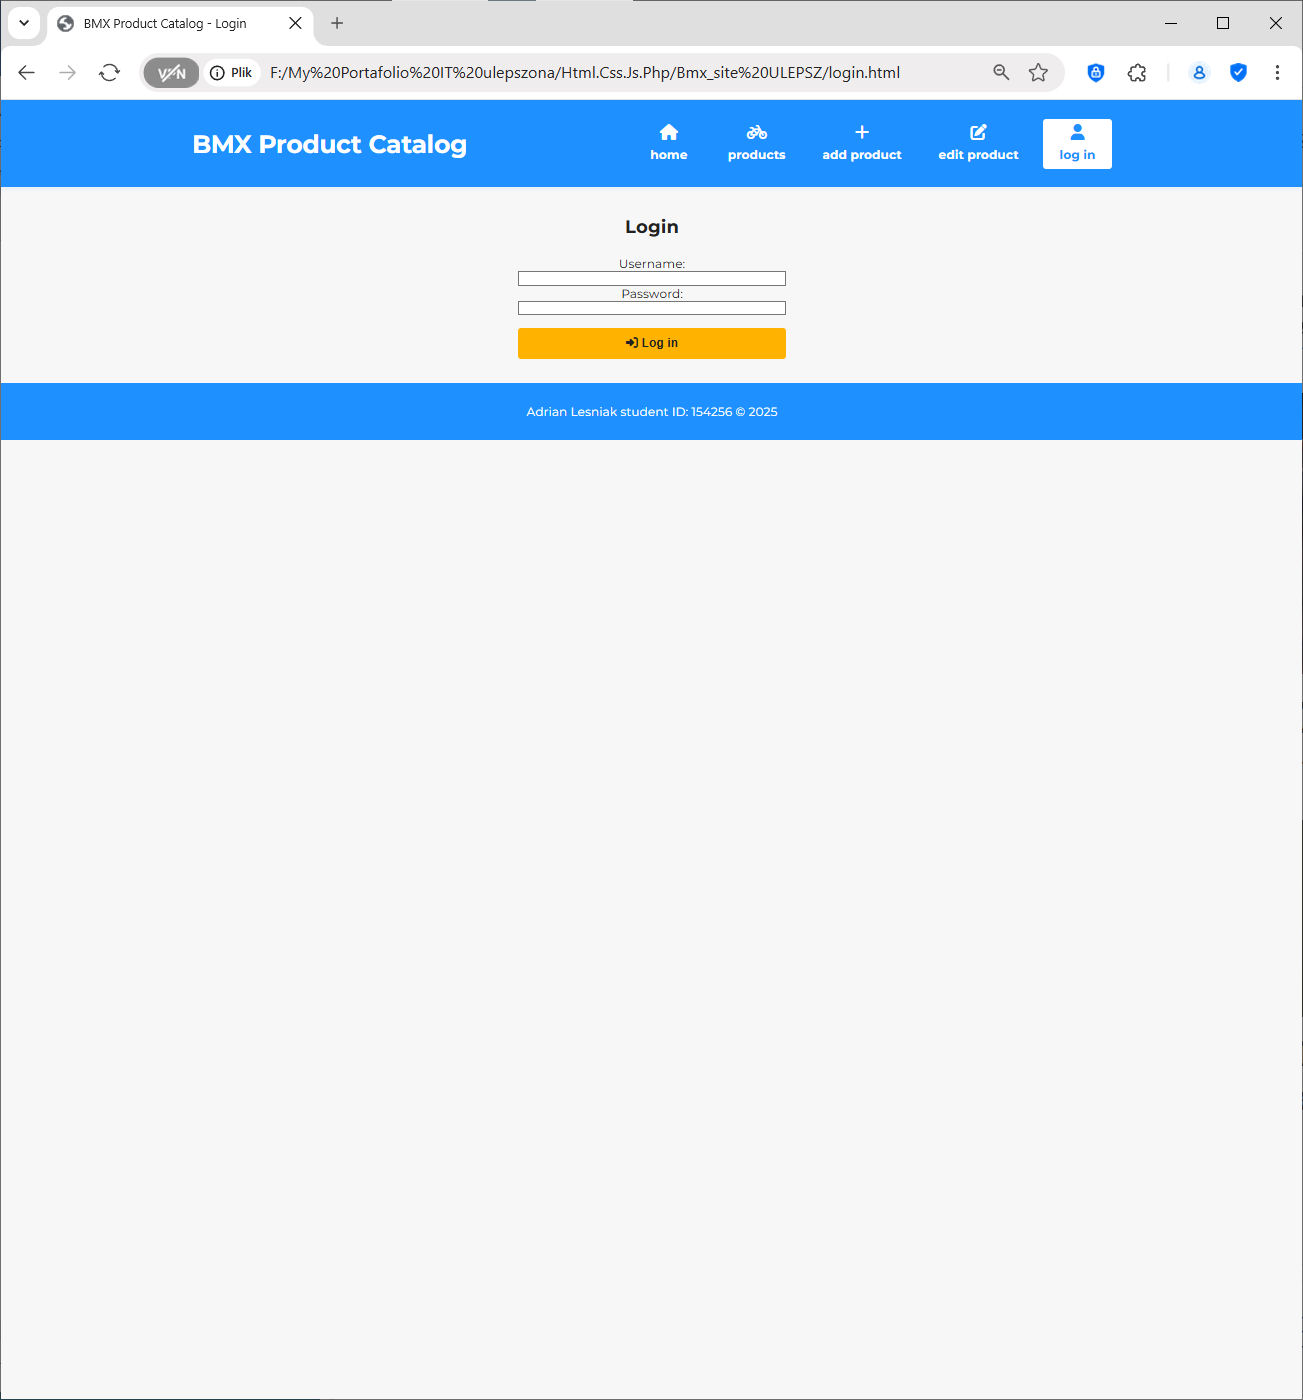 BMX Product Catalog - Login
VPN
Plik
F:/My%20Portafolio%20IT%20ulepszona/Html.Css.Js.Php/Bmx_site%20ULEPSZ/login.html
BMX Product Catalog
home
products
add product
edit product
log in
Login
Username:
Password:
Log in
Adrian Lesniak student ID: 154256 © 2025